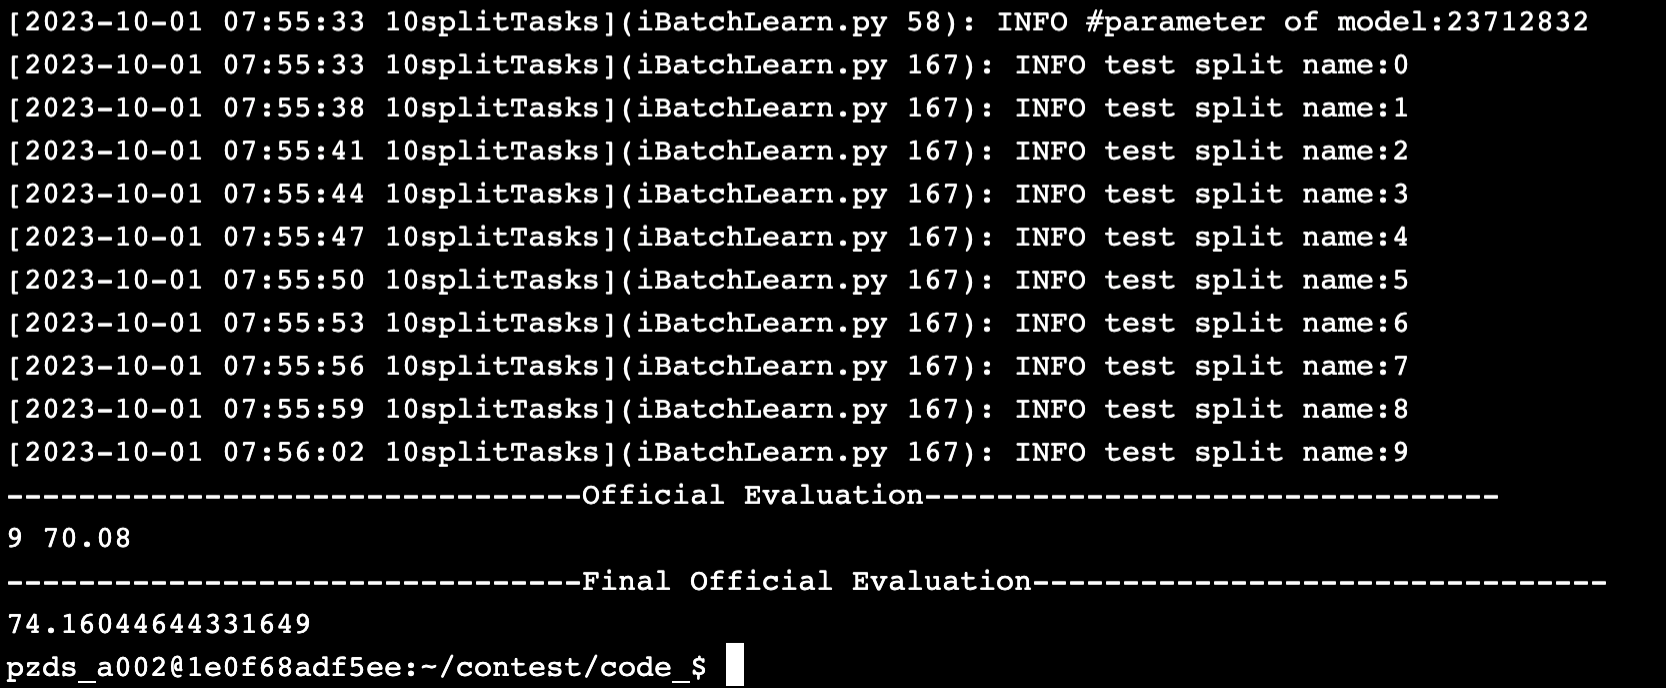 [2023-10-01 07:55:33 10splitTasks](iBatchLearn.py 58): INFO #parameter of model:23712832
[2023-10-01 07:55:33 10splitTasks](iBatchLearn.py 167): INFO test split name:0
[2023-10-01 07:55:38 10splitTasks](iBatchLearn.py 167): INFO test split name:1
[2023-10-01 07:55:41 10splitTasks](iBatchLearn.py 167): INFO test split name:2
[2023-10-01 07:55:44 10splitTasks](iBatchLearn.py 167): INFO test split name:3
[2023-10-01 07:55:47 10splitTasks](iBatchLearn.py 167): INFO test split name:4
[2023-10-01 07:55:50 10splitTasks](iBatchLearn.py 167): INFO test split name:5
[2023-10-01 07:55:53 10splitTasks](iBatchLearn.py 167): INFO test split name:6
[2023-10-01 07:55:56 10splitTasks](iBatchLearn.py 167): INFO test split name:7
[2023-10-01 07:55:59 10splitTasks](iBatchLearn.py 167): INFO test split name:8
[2023-10-01 07:56:02 10splitTasks](iBatchLearn.py 167): INFO test split name:9
--------------------------------Official Evaluation--------------------------------
9 70.08
--------------------------------Final Official Evaluation--------------------------------
74.16044644331649
pzds_a002@1e0f68adf5ee:~/contest/code_$